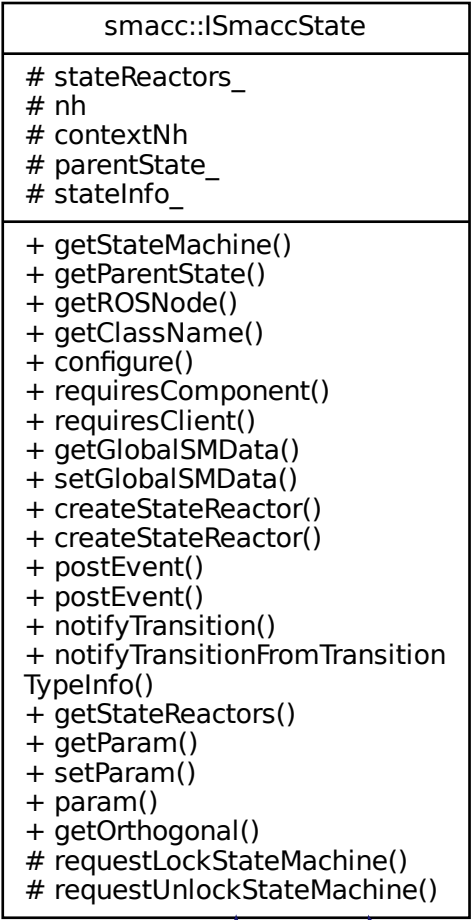 smacc::ISmaccState
# stateReactors_
# nh
# contextNh
# parentState_
# stateInfo_
+ getStateMachine()
+ getParentState()
+ getROSNode()
+ getClassName()
+ configure()
+ requiresComponent()
+ requiresClient()
+ getGlobalSMData()
+ setGlobalSMData()
+ createStateReactor()
+ createStateReactor()
+ postEvent()
+ postEvent()
+ notifyTransition()
+ notifyTransitionFromTransition
TypeInfo()
+ getStateReactors()
+ getParam()
+ setParam()
+ param()
+ getOrthogonal()
# requestLockStateMachine()
# requestUnlockStateMachine()